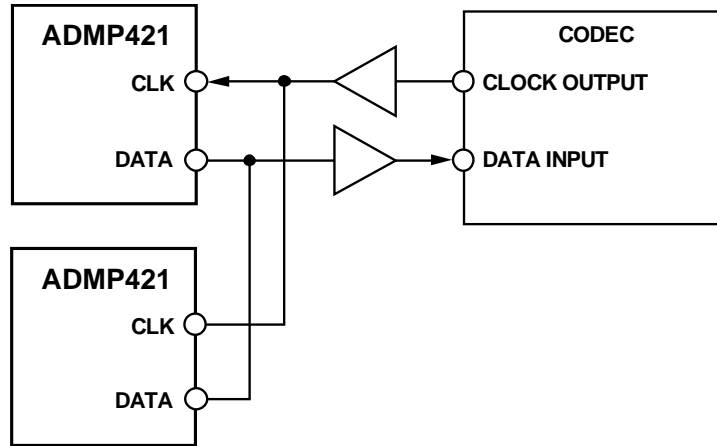 ADMP421
CLK
DATA
CODEC
CLOCK OUTPUT
DATA INPUT
ADMP421
CLK
DATA